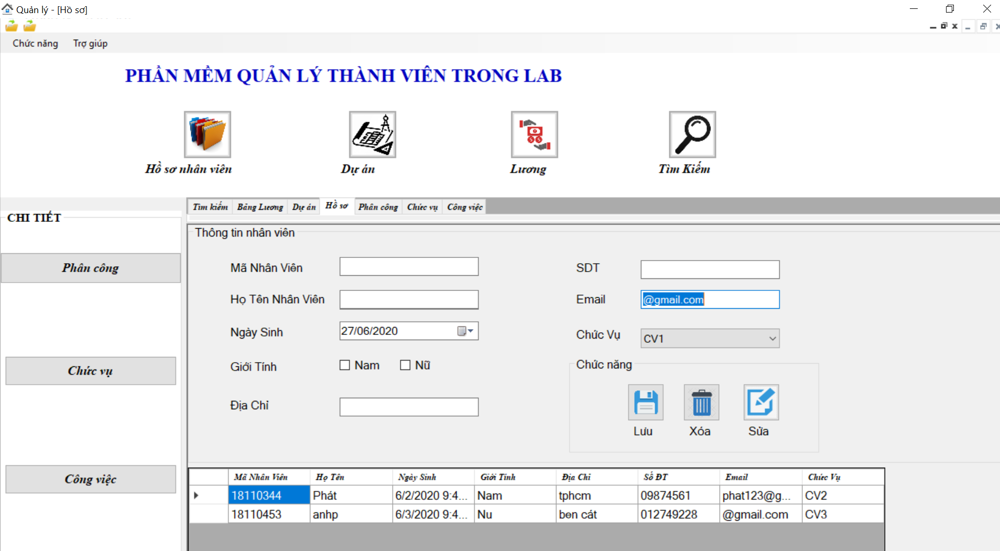 Quản lý - [Hồ sơ]
Chức năng Trợ giúp
PHẦN MỀM QUẢN LÝ THÀNH VIÊN TRONG LAB
Hồ sơ nhân viên Dự án Lương Tìm Kiếm
Tìm kiếm Bảng Lương Dự án Hồ sơ Phân công Chức vụ Công việc
CHI TIẾT
Phân công
Chức vụ
Công việc
Thông tin nhân viên
Mã Nhân Viên
Họ Tên Nhân Viên
Ngày Sinh 27/06/2020
Giới Tính Nam Nữ
Địa Chỉ
SDT
Email @gmail.com
Chức Vụ CV1
Chức năng
Lưu Xóa Sửa
Mã Nhân Viên Họ Tên Ngày Sinh Giới Tính Địa Chỉ Số ĐT Email Chức Vụ
18110344 Phát 6/2/2020 9:4... Nam tphcm 09874561 phat123@g... CV2
18110453 anhp 6/3/2020 9:4... Nu ben cát 012749228 @gmail.com CV3